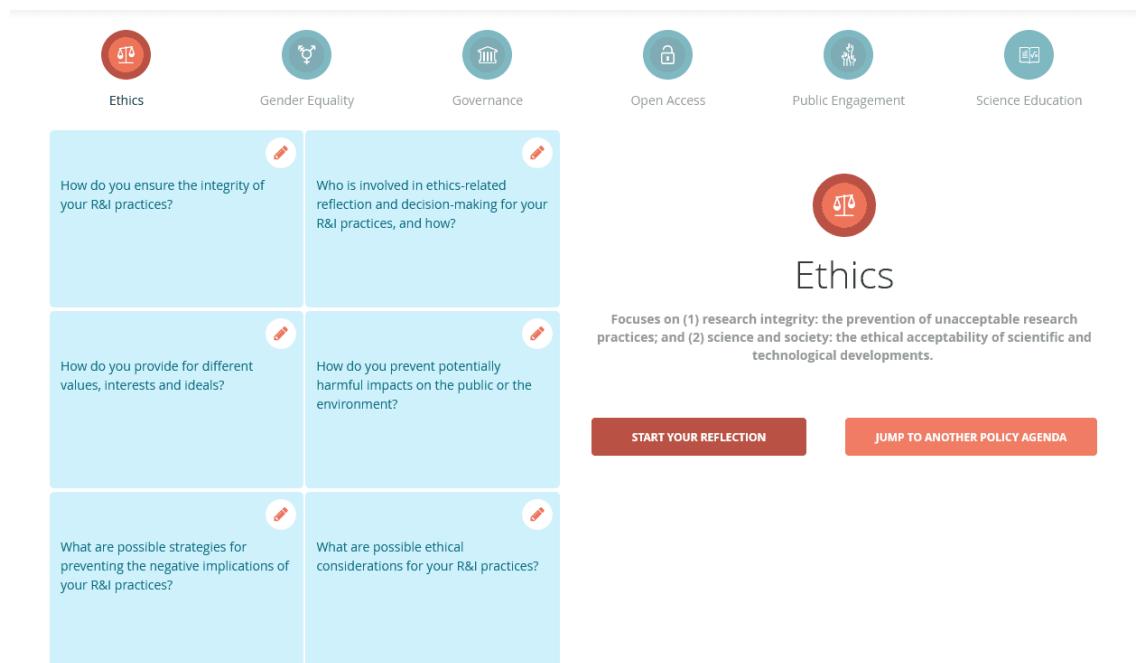 Ethics
Gender Equality
Governance
Open Access
Public Engagement
Science Education
How do you ensure the integrity of
your R&I practices?
Who is involved in ethics-related
reflection and decision-making for your
R&I practices, and how?
How do you provide for different
values, interests and ideals?
How do you prevent potentially
harmful impacts on the public or the
environment?
What are possible strategies for
preventing the negative implications of
your R&I practices?
What are possible ethical
considerations for your R&I practices?
Ethics
Focuses on (1) research integrity: the prevention of unacceptable research
practices; and (2) science and society: the ethical acceptability of scientific and
technological developments.
START YOUR REFLECTION
JUMP TO ANOTHER POLICY AGENDA